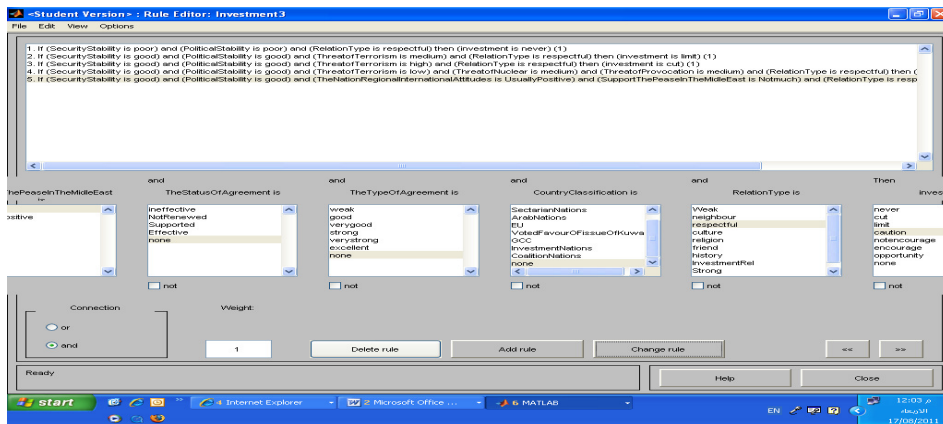 <Student Version> : Rule Editor: Investment3
File Edit View Options
1. If (SecurityStability is poor) and (PoliticalStability is poor) and (RelationType is respectful) then (investment is never) (1)
2. If (SecurityStability is good) and (PoliticalStability is good) and (ThreatofTerrorism is medium) and (RelationType is respectful) then (investment is limit) (1)
3. If (SecurityStability is good) and (PoliticalStability is good) and (ThreatofTerrorism is high) and (RelationType is respectful) then (investment is cut) (1)
4. If (SecurityStability is good) and (PoliticalStability is good) and (ThreatofTerrorism is low) and (ThreatofNuclear is medium) and (ThreatofProvocation is medium) and (RelationType is respectful) then (
5. If (SecurityStability is good) and (PoliticalStability is good) and (TheNationRegionalInternationalAttitudes is UsuallyPositive) and (SupportThePeaseInTheMidleEast is Notmuch) and (RelationType is resp
and and and and Then
hePeaseInTheMidleEast TheStatusOfAgreement is TheTypeOfAgreement is CountryClassification is RelationType is inves
ositive
ineffective
NotRenewed
Supported
Effective
none
weak
good
verygood
strong
verystrong
excellent
none
SectarianNations
ArabNations
EU
VotedFavourOFissueOfKuwa
GCC
InvestmentNations
CoalitionNations
none
Weak
neighbour
respectful
culture
religion
friend
history
InvestmentRel
Strong
never
cut
limit
caution
notencourage
encourage
opportunity
none
not not not not not
Connection Weight:
or
and 1 Delete rule Add rule Change rule << >>
Ready Help Close
start 4 Internet Explorer 2 Microsoft Office ... 6 MATLAB 12:03 م
EN الأربعاء
17/08/2011